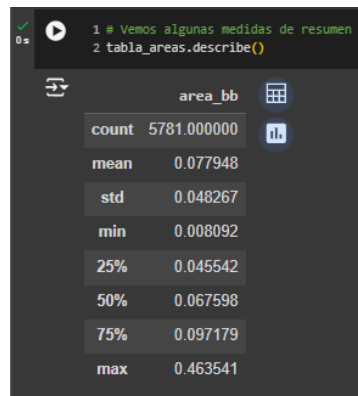 1 # Vemos algunas medidas de resumen
0s 2 tabla_areas.describe()
area_bb
count 5781.000000
mean 0.077948
std 0.048267
min 0.008092
25% 0.045542
50% 0.067598
75% 0.097179
max 0.463541